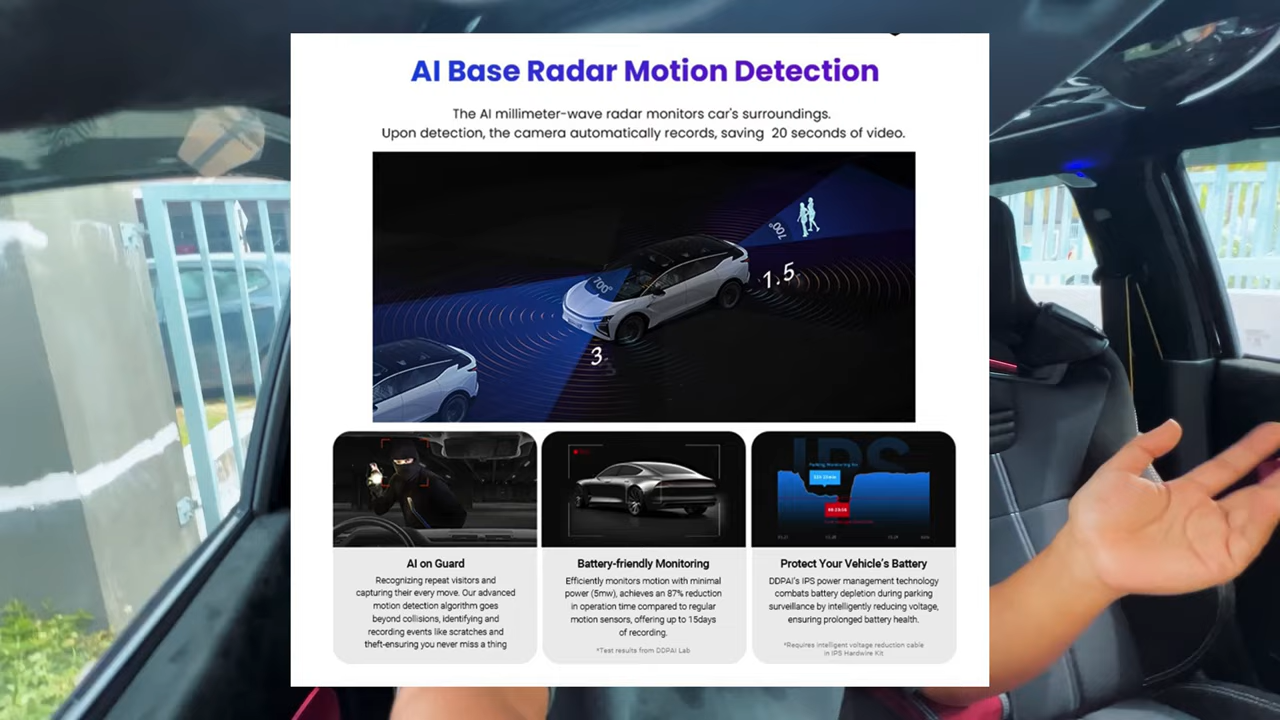 AI Base Radar Motion Detection
The AI millimeter-wave radar monitors car's surroundings.
Upon detection, the camera automatically records, saving 20 seconds of video.
700°
1.5
700°
3
IPS
AI on Guard
Recognizing repeat visitors and
capturing their every move. Our advanced
motion detection algorithm goes
beyond collisions, identifying and
recording events like scratches and
theft-ensuring you never miss a thing
Battery-friendly Monitoring
Efficiently monitors motion with minimal
power (5mw), achieves an 87% reduction
in operation time compared to regular
motion sensors, offering up to 15days
of recording.
*Test results from DDPAI Lab
Protect Your Vehicle's Battery
DDPAI's IPS power management technology
combats battery depletion during parking
surveillance by intelligently reducing voltage,
ensuring prolonged battery health.
*Requires intelligent voltage reduction cable
in IPS Hardwire Kit